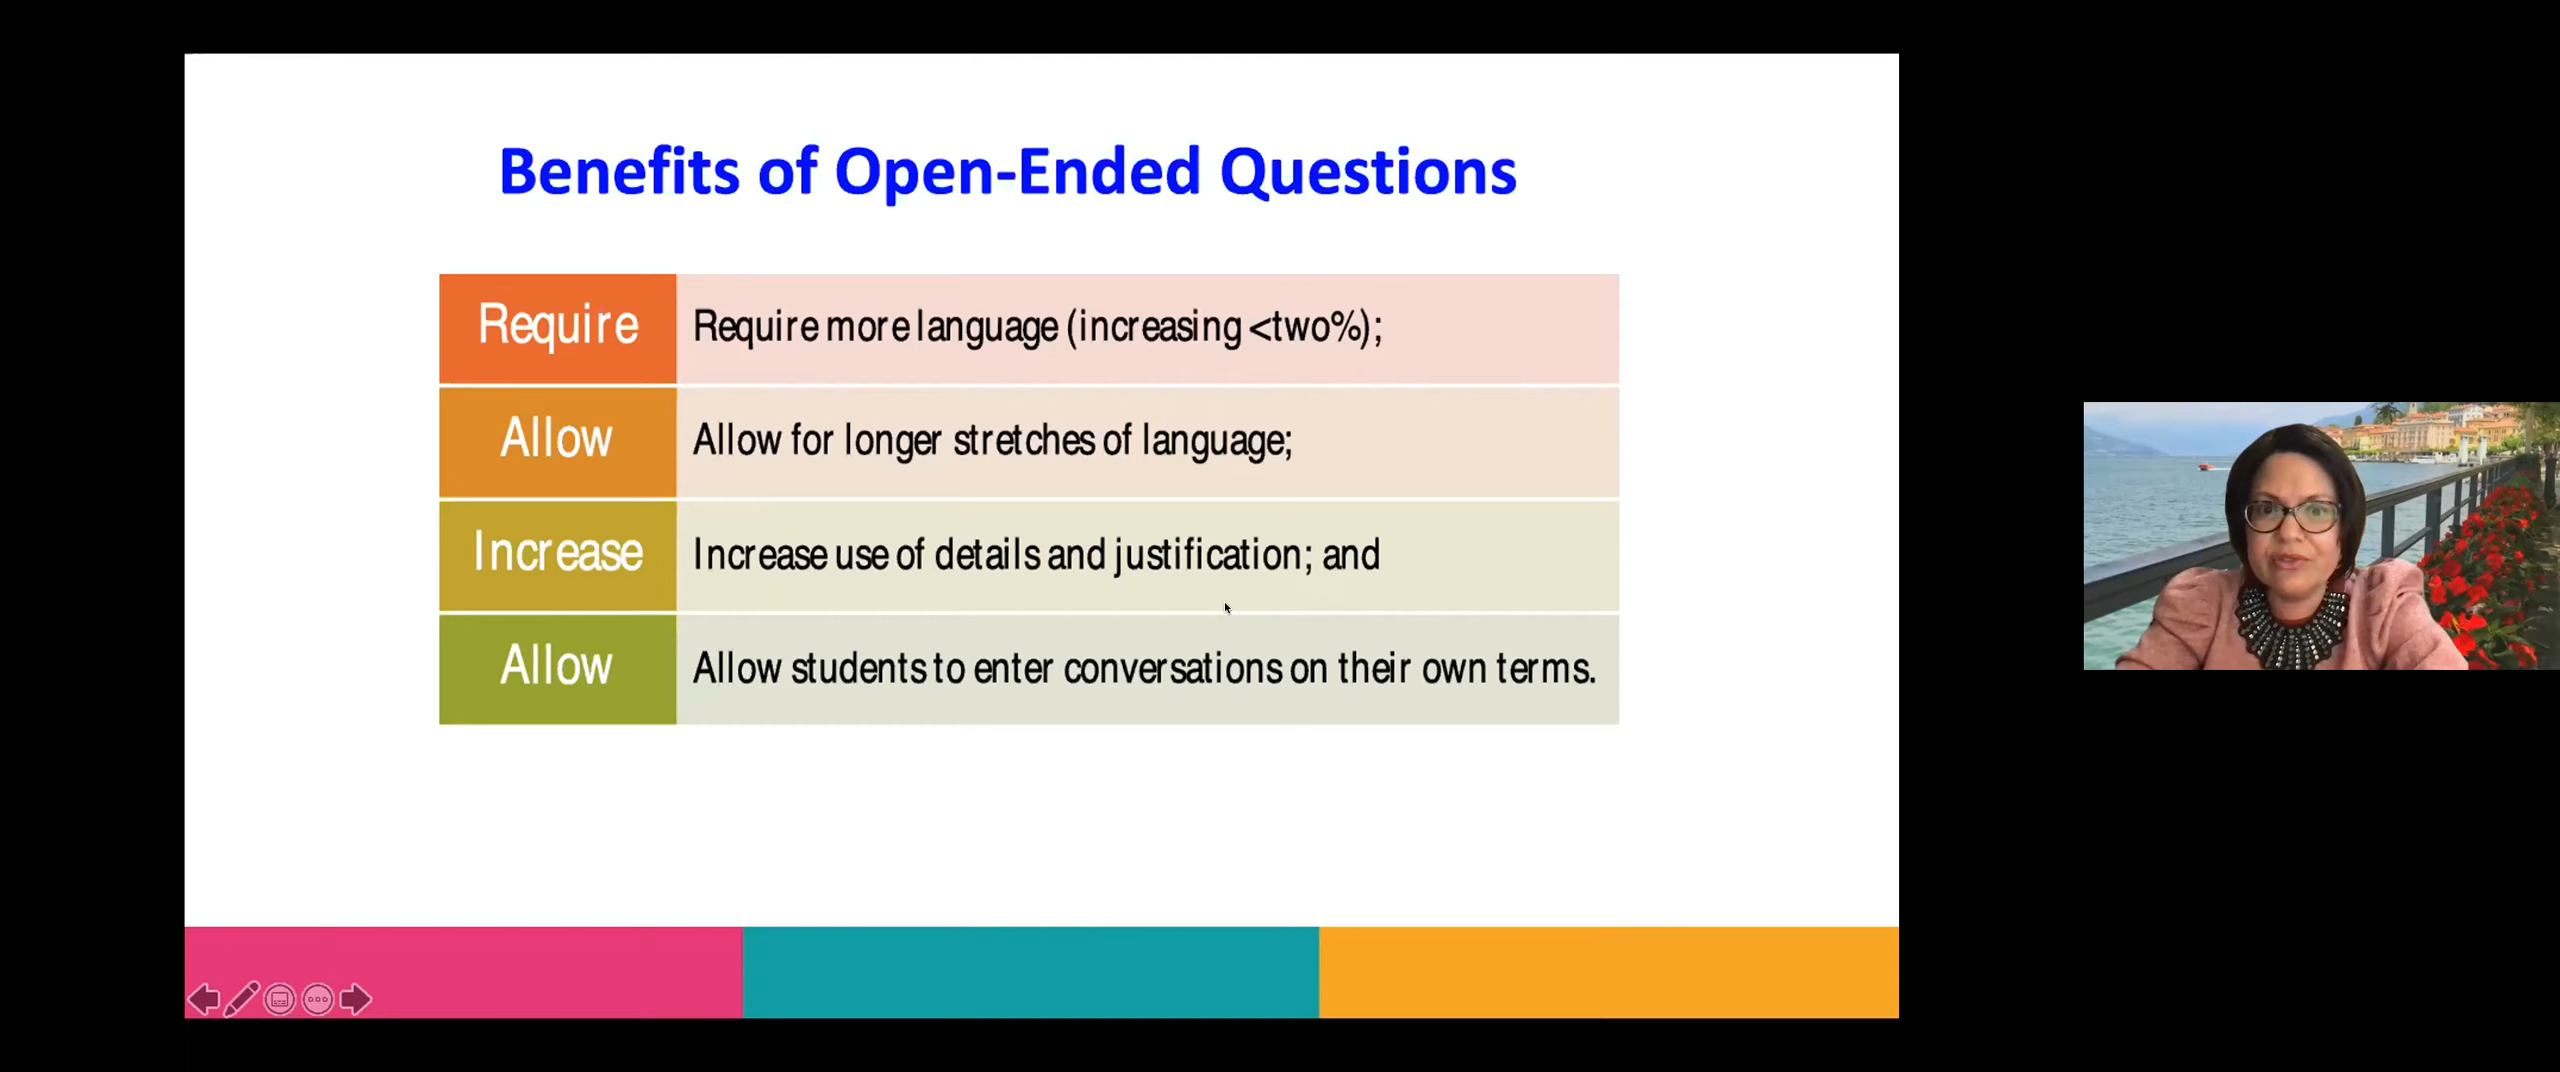 Benefits of Open-Ended Questions
Require
Require more language (increasing <two%);
Allow
Allow for longer stretches of language;
Increase
Increase use of details and justification; and
Allow
Allow students to enter conversations on their own terms.